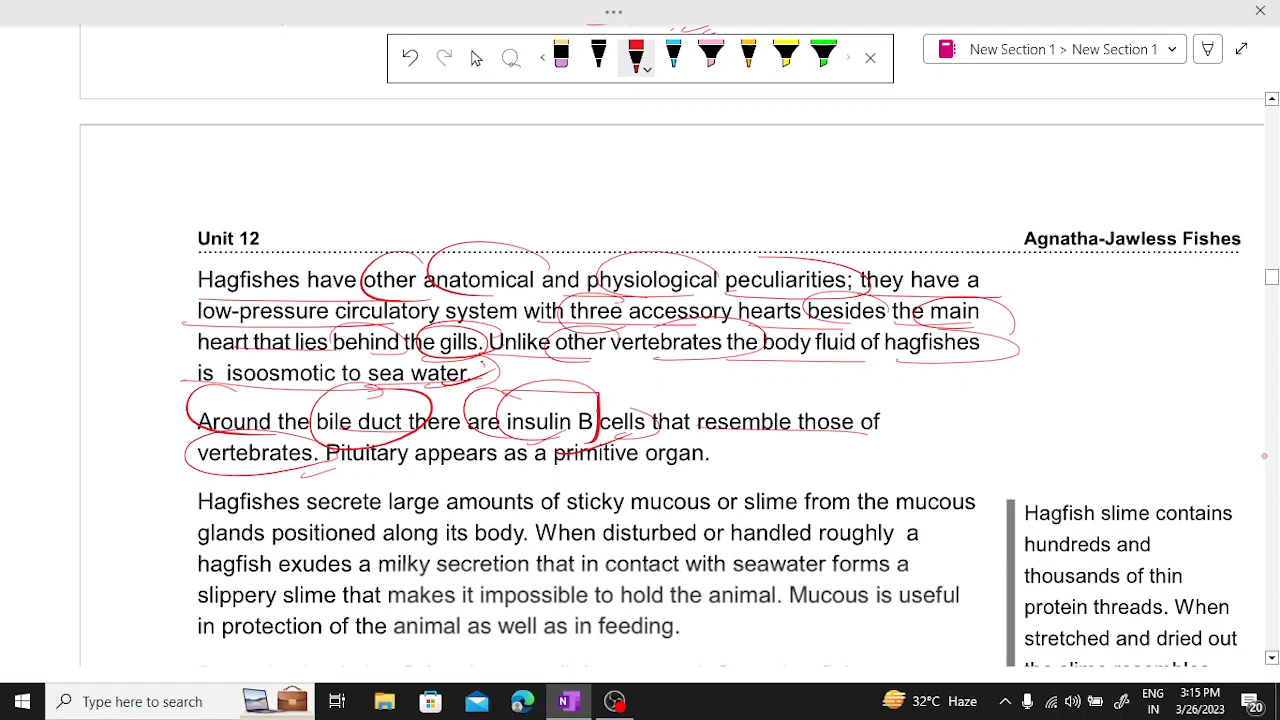 New Section 1 > New Section 1
Unit 12
Agnatha-Jawless Fishes
Hagfishes have other anatomical and physiological peculiarities; they have a
low-pressure circulatory system with three accessory hearts besides the main
heart that lies behind the gills. Unlike other vertebrates the body fluid of hagfishes
is isoosmotic to sea water.
Around the bile duct there are insulin B cells that resemble those of
vertebrates. Pituitary appears as a primitive organ.
Hagfishes secrete large amounts of sticky mucous or slime from the mucous
glands positioned along its body. When disturbed or handled roughly a
hagfish exudes a milky secretion that in contact with seawater forms a
slippery slime that makes it impossible to hold the animal. Mucous is useful
in protection of the animal as well as in feeding.
Hagfish slime contains
hundreds and
thousands of thin
protein threads. When
stretched and dried out
the slime resembles
Type here to search
32°C Haze
ENG
IN
3:15 PM
3/26/2023
20